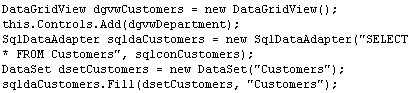 DataGridView dgvwCustomers = new DataGridView();
this.Controls.Add(dgvwDepartment);
SqlDataAdapter sqldaCustomers = new SqlDataAdapter("SELECT
* FROM Customers", sqlconCustomers);
DataSet dsetCustomers = new DataSet("Customers");
sqldaCustomers.Fill(dsetCustomers, "Customers");